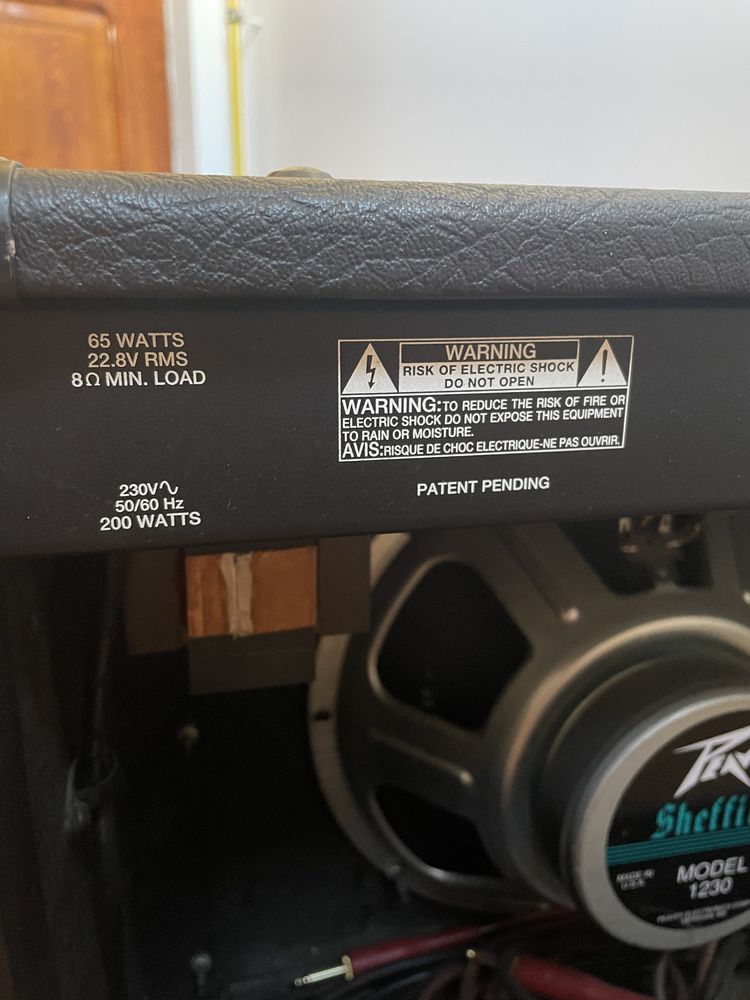 65 WATTS
22.8V RMS
8Ω MIN. LOAD
WARNING
RISK OF ELECTRIC SHOCK
DO NOT OPEN
WARNING: TO REDUCE THE RISK OF FIRE OR
ELECTRIC SHOCK DO NOT EXPOSE THIS EQUIPMENT
TO RAIN OR MOISTURE.
AVIS: RISQUE DE CHOC ELECTRIQUE-NE PAS OUVRIR.
230V∿
50/60 Hz
200 WATTS
PATENT PENDING
MADE IN
U.S.A.
MODEL
1230